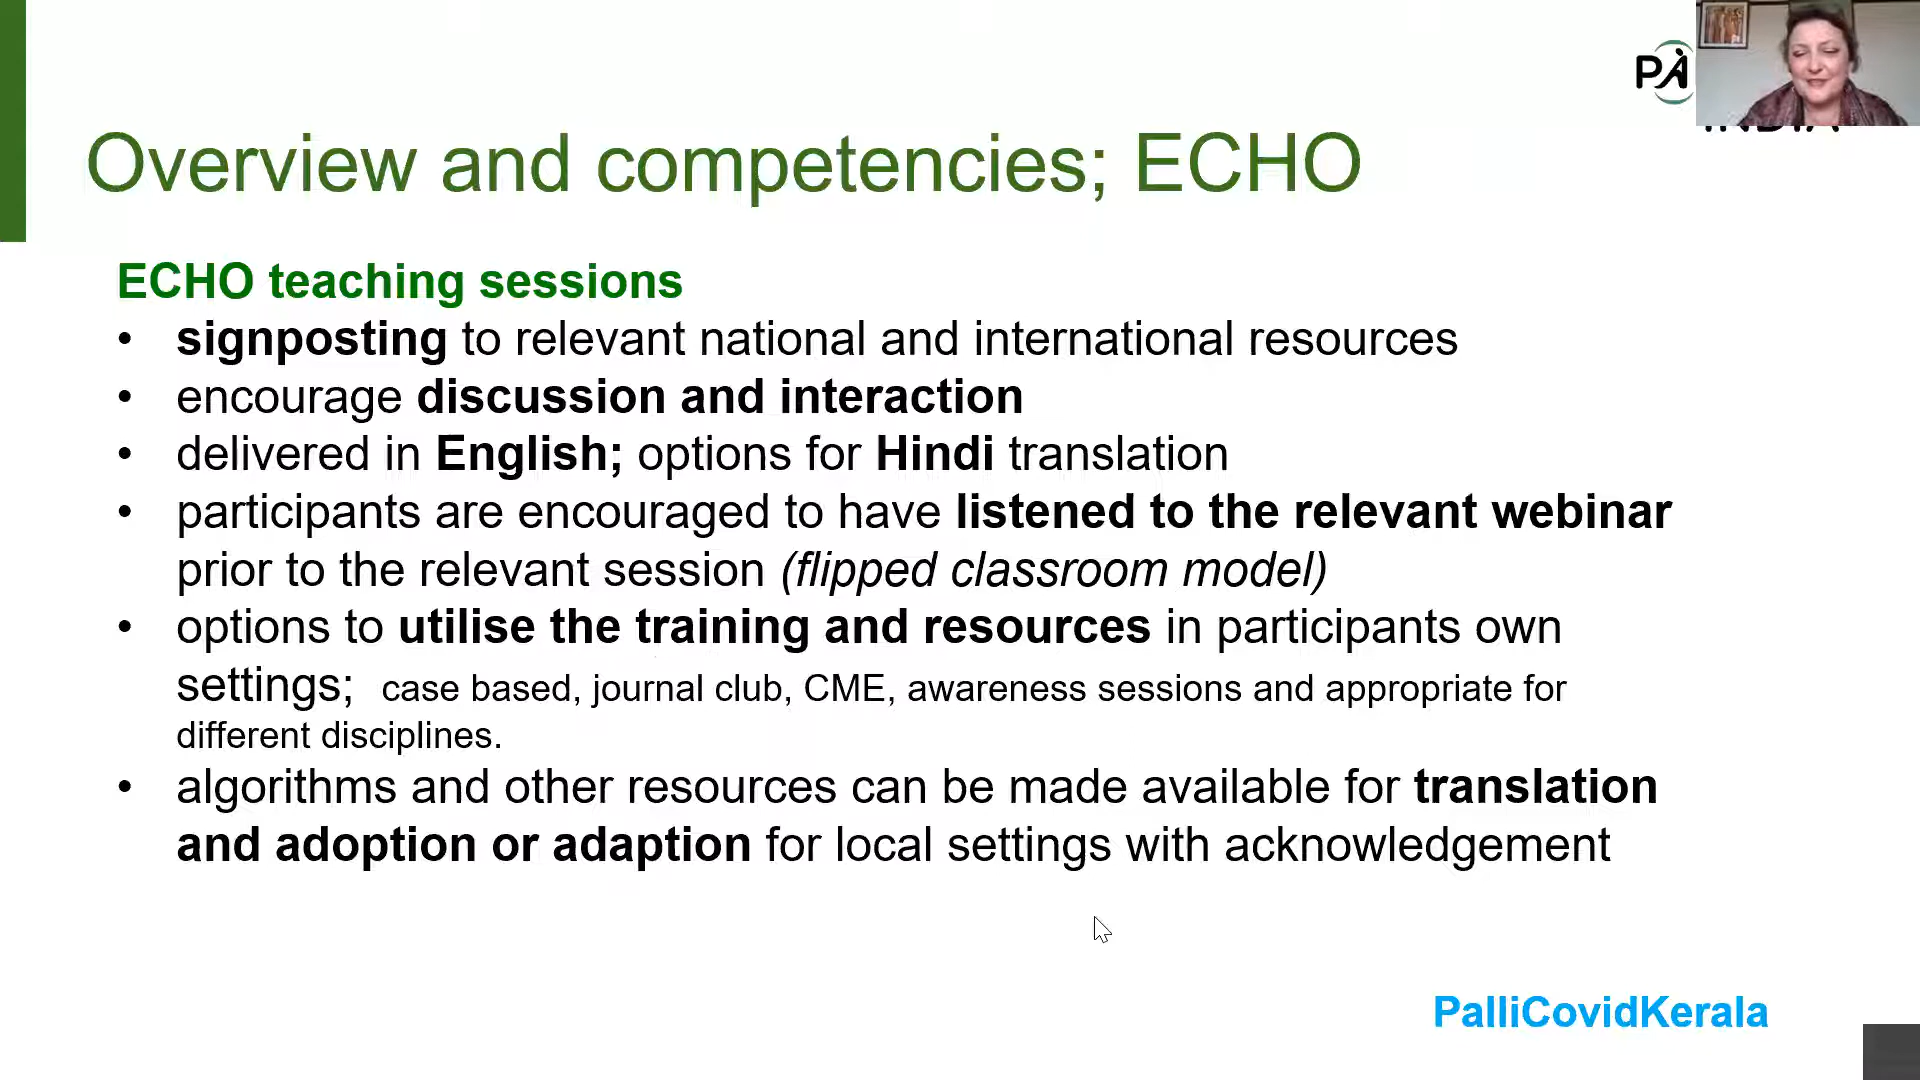 PA
Overview and competencies; ECHO
ECHO teaching sessions
• signposting to relevant national and international resources
• encourage discussion and interaction
• delivered in English; options for Hindi translation
• participants are encouraged to have listened to the relevant webinar
prior to the relevant session (flipped classroom model)
• options to utilise the training and resources in participants own
settings; case based, journal club, CME, awareness sessions and appropriate for
different disciplines.
• algorithms and other resources can be made available for translation
and adoption or adaption for local settings with acknowledgement
PalliCovidKerala